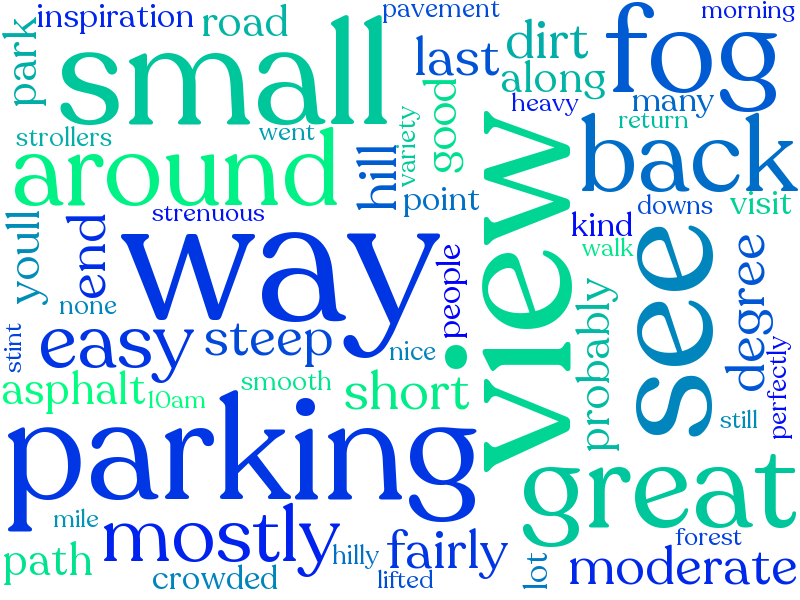 inspiration
road
pavement
morning
park
small
last
dirt
along
fog
heavy
many
return
strollers
went
variety
good
around
hill
point
back
view
kind
walk
downs
visit
strenuous
youll
end
way
people
none
see
degree
probably
stint
easy
steep
nice
perfectly
asphalt
10am
smooth
short
still
parking
great
mile
mostly
path
crowded
hilly
fairly
lifted
lot
forest
moderate